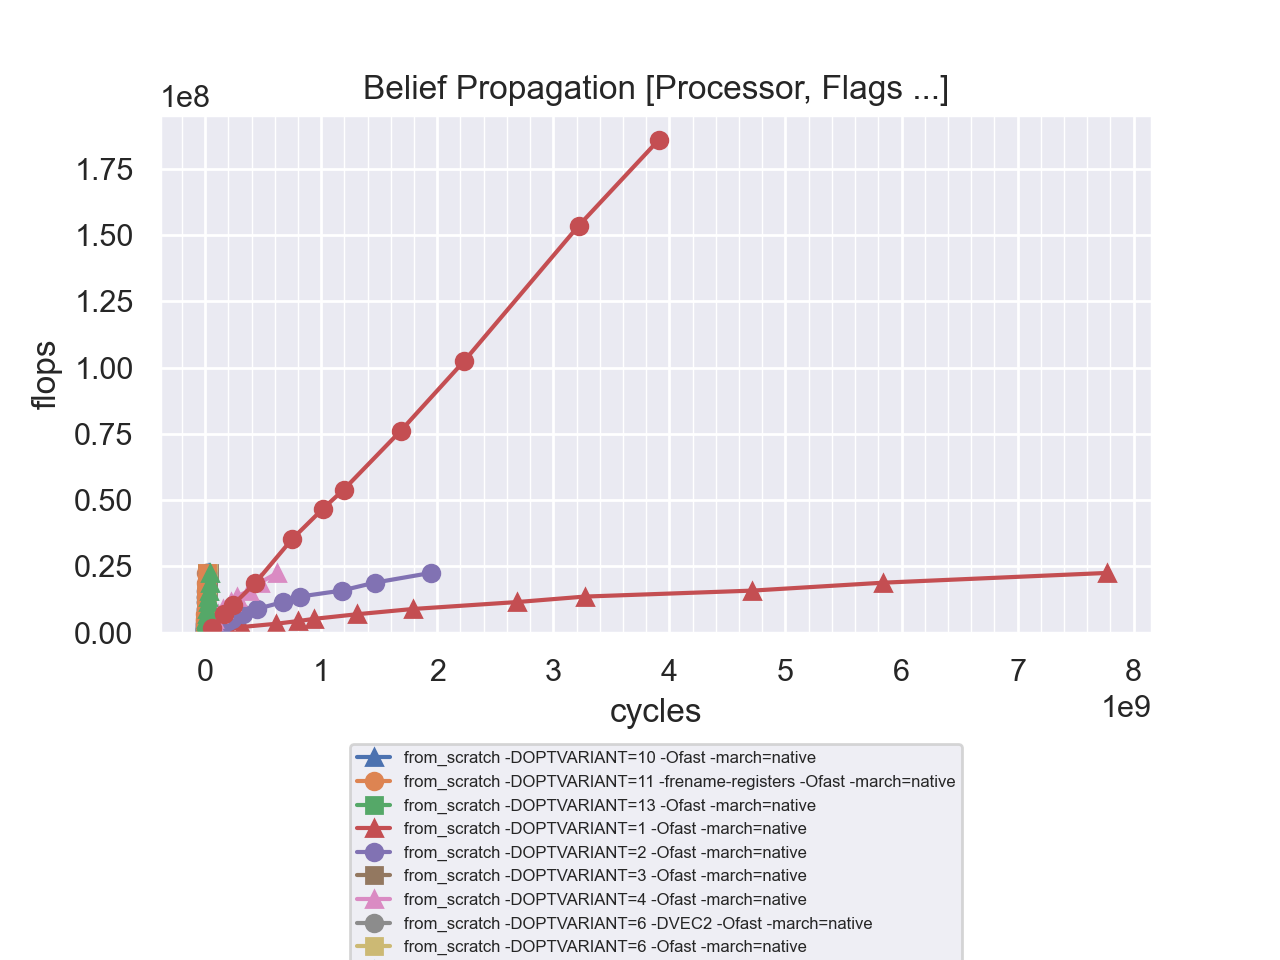 Belief Propagation [Processor, Flags ...]
1e8
1.75
1.50
1.25
1.00
0.75
0.50
0.25
0.00
flops
0 1 2 3 4 5 6 7 8
cycles
1e9
from_scratch -DOPTVARIANT=10 -Ofast -march=native
from_scratch -DOPTVARIANT=11 -frename-registers -Ofast -march=native
from_scratch -DOPTVARIANT=13 -Ofast -march=native
from_scratch -DOPTVARIANT=1 -Ofast -march=native
from_scratch -DOPTVARIANT=2 -Ofast -march=native
from_scratch -DOPTVARIANT=3 -Ofast -march=native
from_scratch -DOPTVARIANT=4 -Ofast -march=native
from_scratch -DOPTVARIANT=6 -DVEC2 -Ofast -march=native
from_scratch -DOPTVARIANT=6 -Ofast -march=native